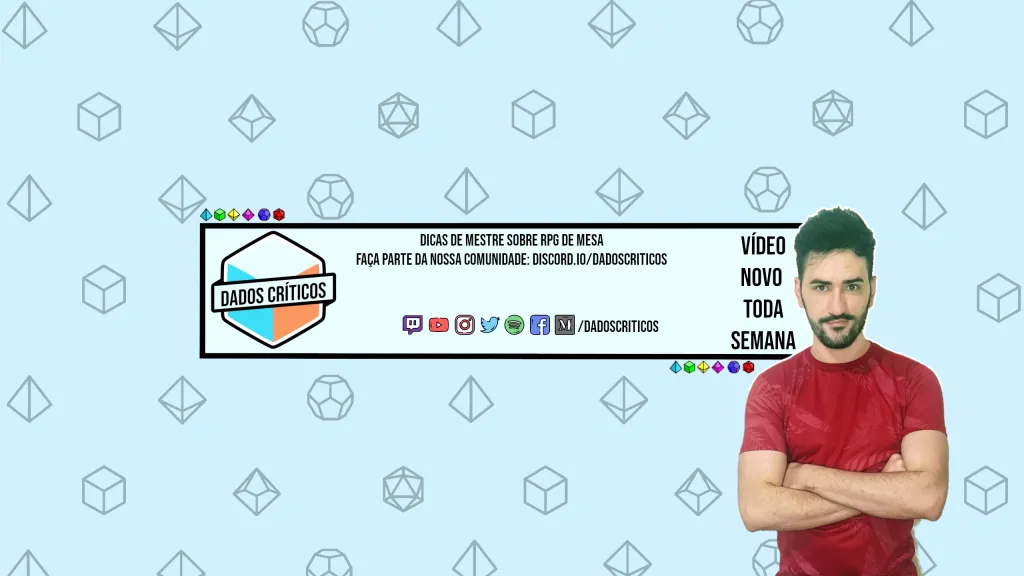 DICAS DE MESTRE SOBRE RPG DE MESA
FAÇA PARTE DA NOSSA COMUNIDADE: DISCORD.IO/DADOSCRITICOS
DADOS CRÍTICOS
/DADOSCRITICOS
VÍDEO
NOVO
TODA
SEMANA